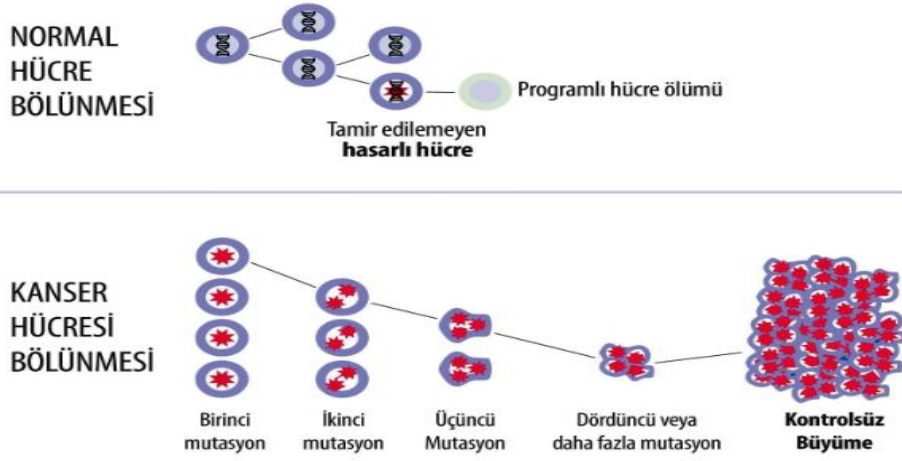 NORMAL
HÜCRE
BÖLÜNMESİ
Programlı hücre ölümü
Tamir edilemeyen
hasarlı hücre
KANSER
HÜCRESİ
BÖLÜNMESİ
Birinci
mutasyon
İkinci
mutasyon
Üçüncü
Mutasyon
Dördüncü veya
daha fazla mutasyon
Kontrolsüz
Büyüme